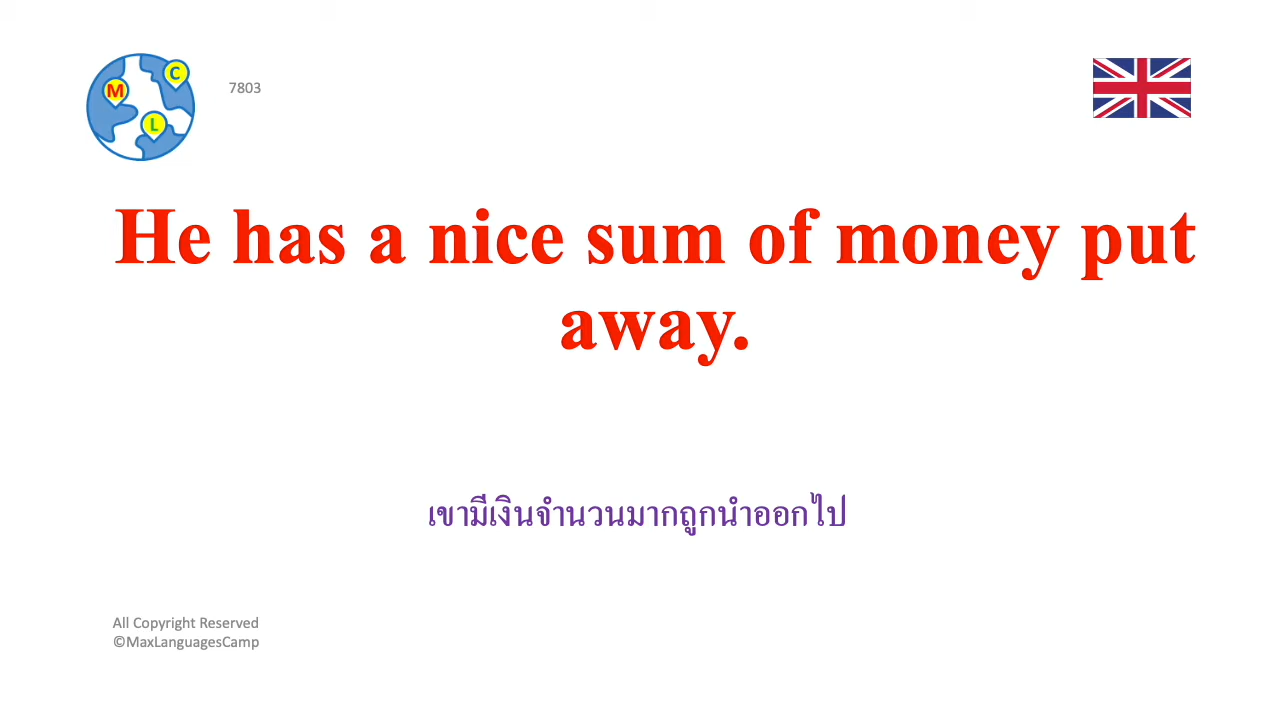 C
M
L
7803
He has a nice sum of money put
away.
เขามีเงินจำนวนมากถูกนำออกไป
All Copyright Reserved
©MaxLanguagesCamp